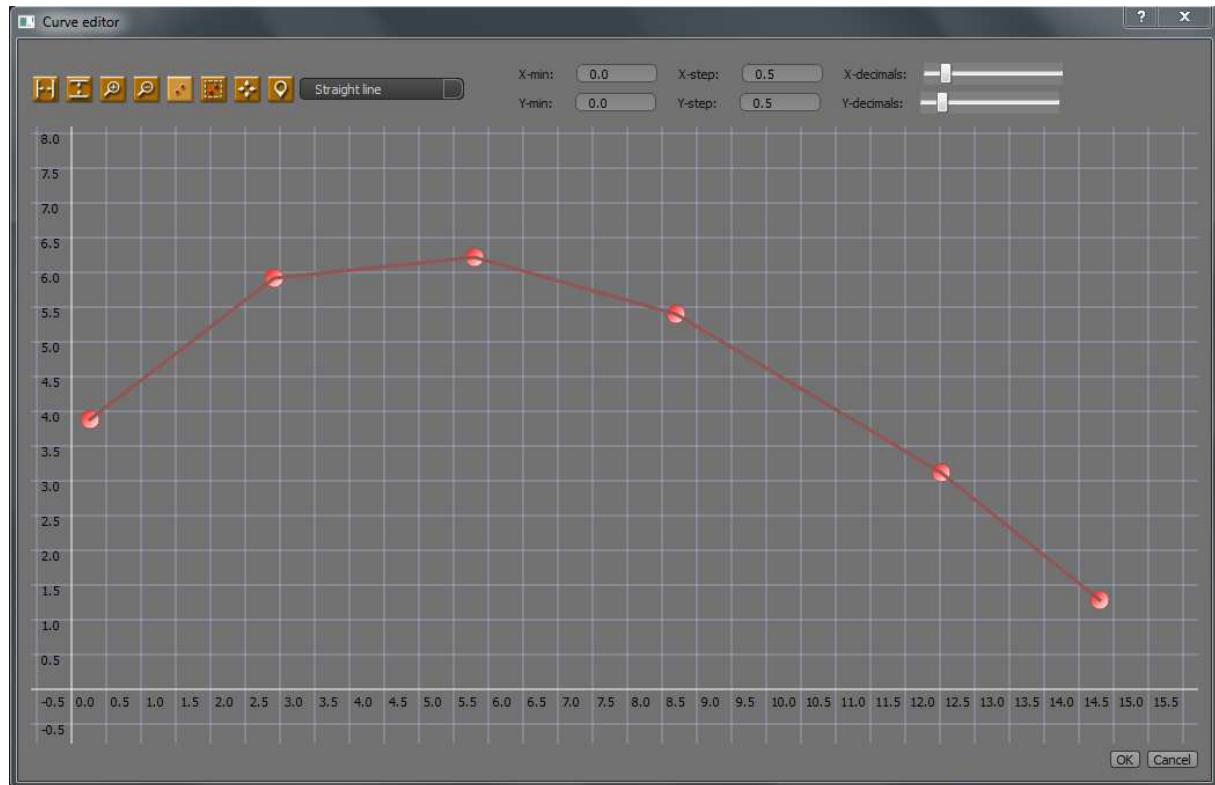 Curve editor
? X
X-min: 0.0 X-step: 0.5 X-decimals:
Straight line
Y-min: 0.0 Y-step: 0.5 Y-decimals:
8.0
7.5
7.0
6.5
6.0
5.5
5.0
4.5
4.0
3.5
3.0
2.5
2.0
1.5
1.0
0.5
-0.5 0.0 0.5 1.0 1.5 2.0 2.5 3.0 3.5 4.0 4.5 5.0 5.5 6.0 6.5 7.0 7.5 8.0 8.5 9.0 9.5 10.0 10.5 11.0 11.5 12.0 12.5 13.0 13.5 14.0 14.5 15.0 15.5
-0.5
OK Cancel